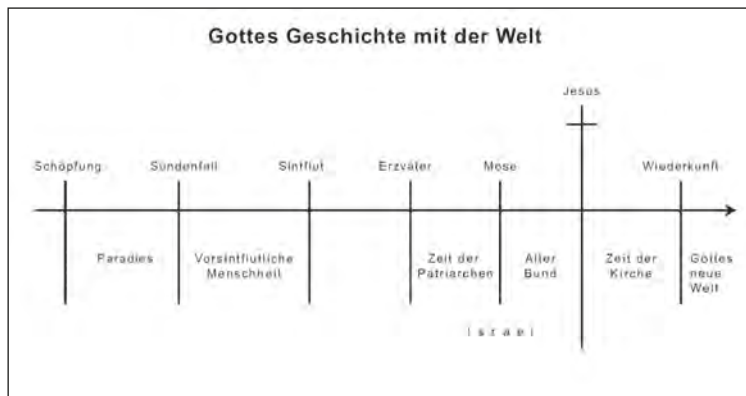 Gottes Geschichte mit der Welt
Jesus
Schöpfung Sündenfall Sintflut Erzväter Mose Wiederkunft
Paradies Vorsintflutliche Zeit der Alter Zeit der Gottes
Menschheit Patriarchen Bund Kirche neue
Welt
Israel